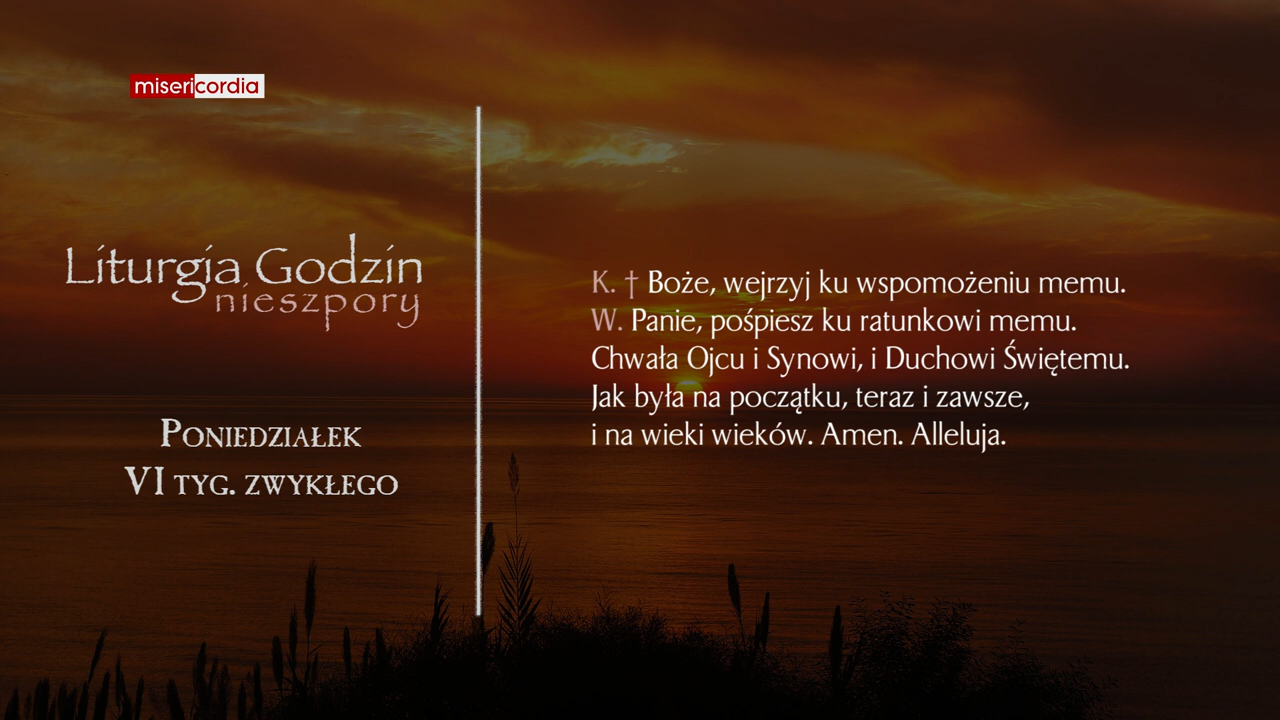 misericordia
Liturgia Godzin
nieszpory
Poniedziałek
VI tyg. zwykłego
K. † Boże, wejrzyj ku wspomożeniu memu.
W. Panie, pośpiesz ku ratunkowi memu.
Chwała Ojcu i Synowi, i Duchowi Świętemu.
Jak była na początku, teraz i zawsze,
i na wieki wieków. Amen. Alleluja.